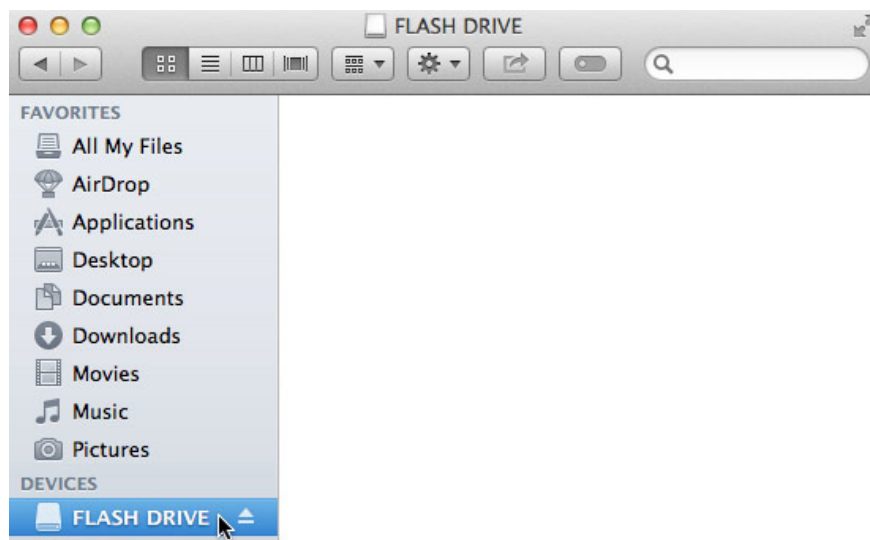 FLASH DRIVE
FAVORITES
All My Files
AirDrop
Applications
Desktop
Documents
Downloads
Movies
Music
Pictures
DEVICES
FLASH DRIVE